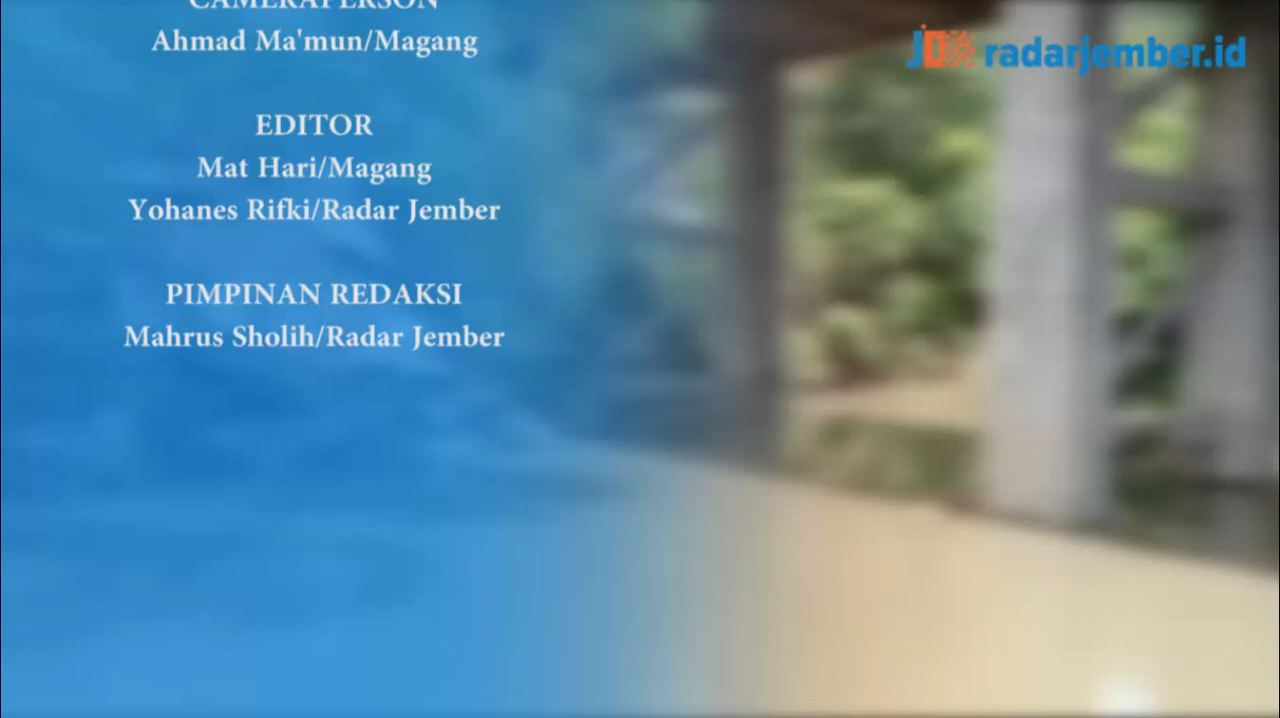 CAMERAPERSON
Ahmad Ma'mun/Magang
EDITOR
Mat Hari/Magang
Yohanes Rifki/Radar Jember
PIMPINAN REDAKSI
Mahrus Sholih/Radar Jember
radarjember.id